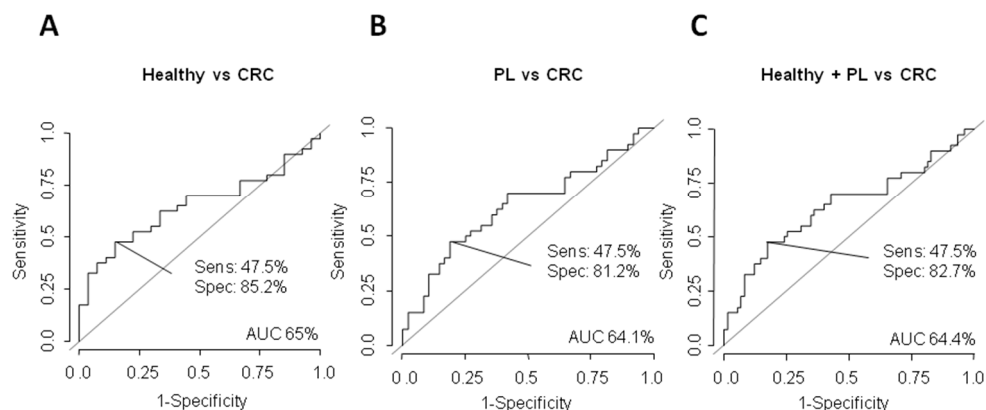 A
Healthy vs CRC
Sensitivity
1.0
0.75
0.5
0.25
0.0
Sens: 47.5%
Spec: 85.2%
AUC 65%
0.0 0.25 0.5 0.75 1.0
1-Specificity
B
PL vs CRC
Sensitivity
1.0
0.75
0.5
0.25
0.0
Sens: 47.5%
Spec: 81.2%
AUC 64.1%
0.0 0.25 0.5 0.75 1.0
1-Specificity
C
Healthy + PL vs CRC
Sensitivity
1.0
0.75
0.5
0.25
0.0
Sens: 47.5%
Spec: 82.7%
AUC 64.4%
0.0 0.25 0.5 0.75 1.0
1-Specificity